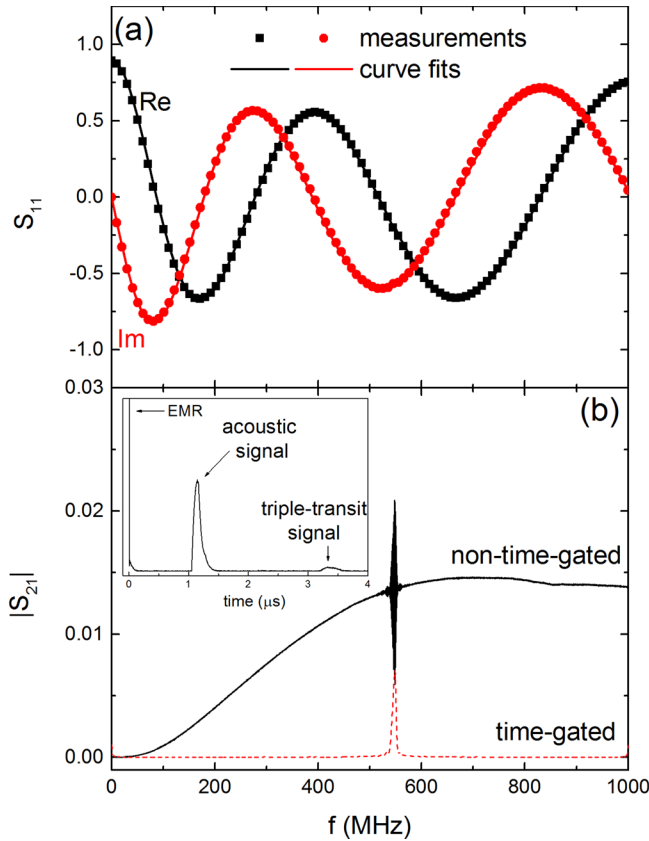 (a)
measurements
curve fits
Re
Im
1.0
0.5
0.0
-0.5
-1.0
S11
(b)
0.03
0.02
0.01
0.00
|S21|
EMR
acoustic
signal
triple-transit
signal
0 1 2 3 4
time (μs)
non-time-gated
time-gated
0 200 400 600 800 1000
f (MHz)